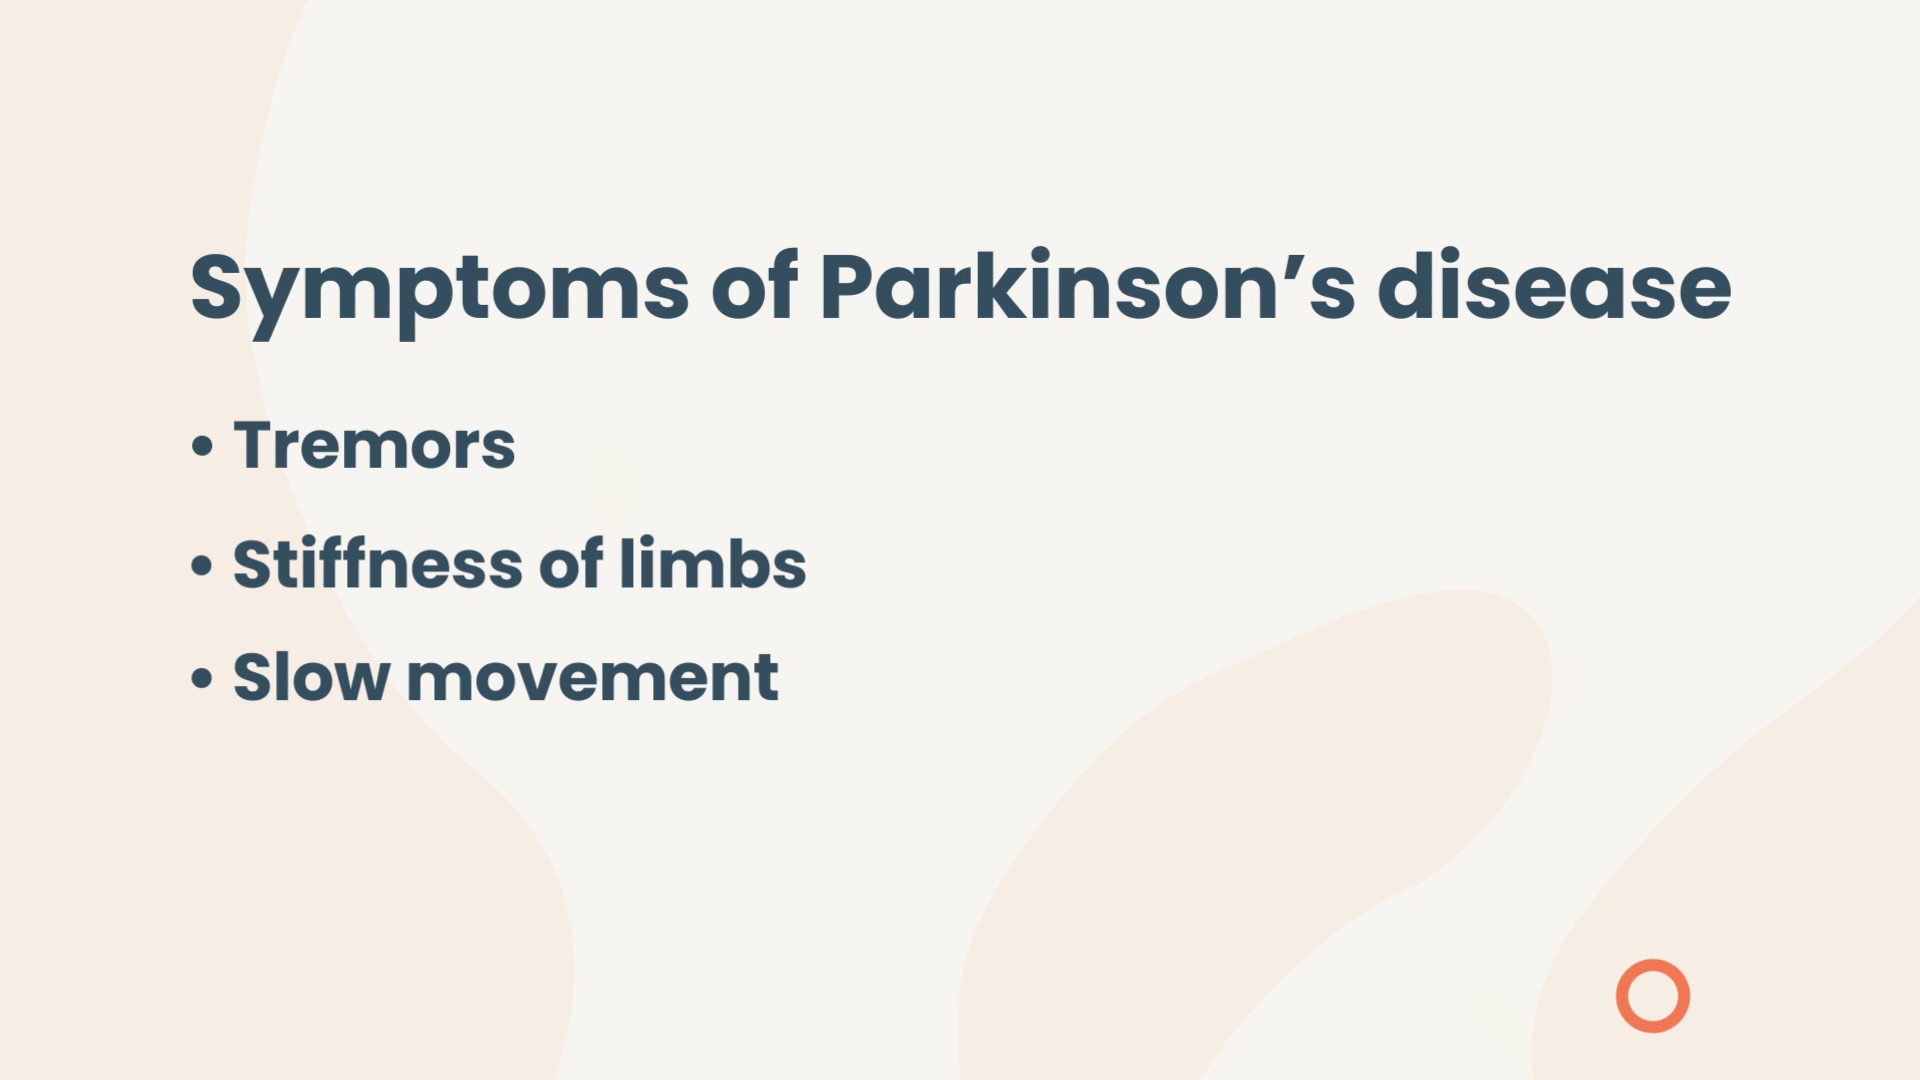 Symptoms of Parkinson’s disease
• Tremors
• Stiffness of limbs
• Slow movement